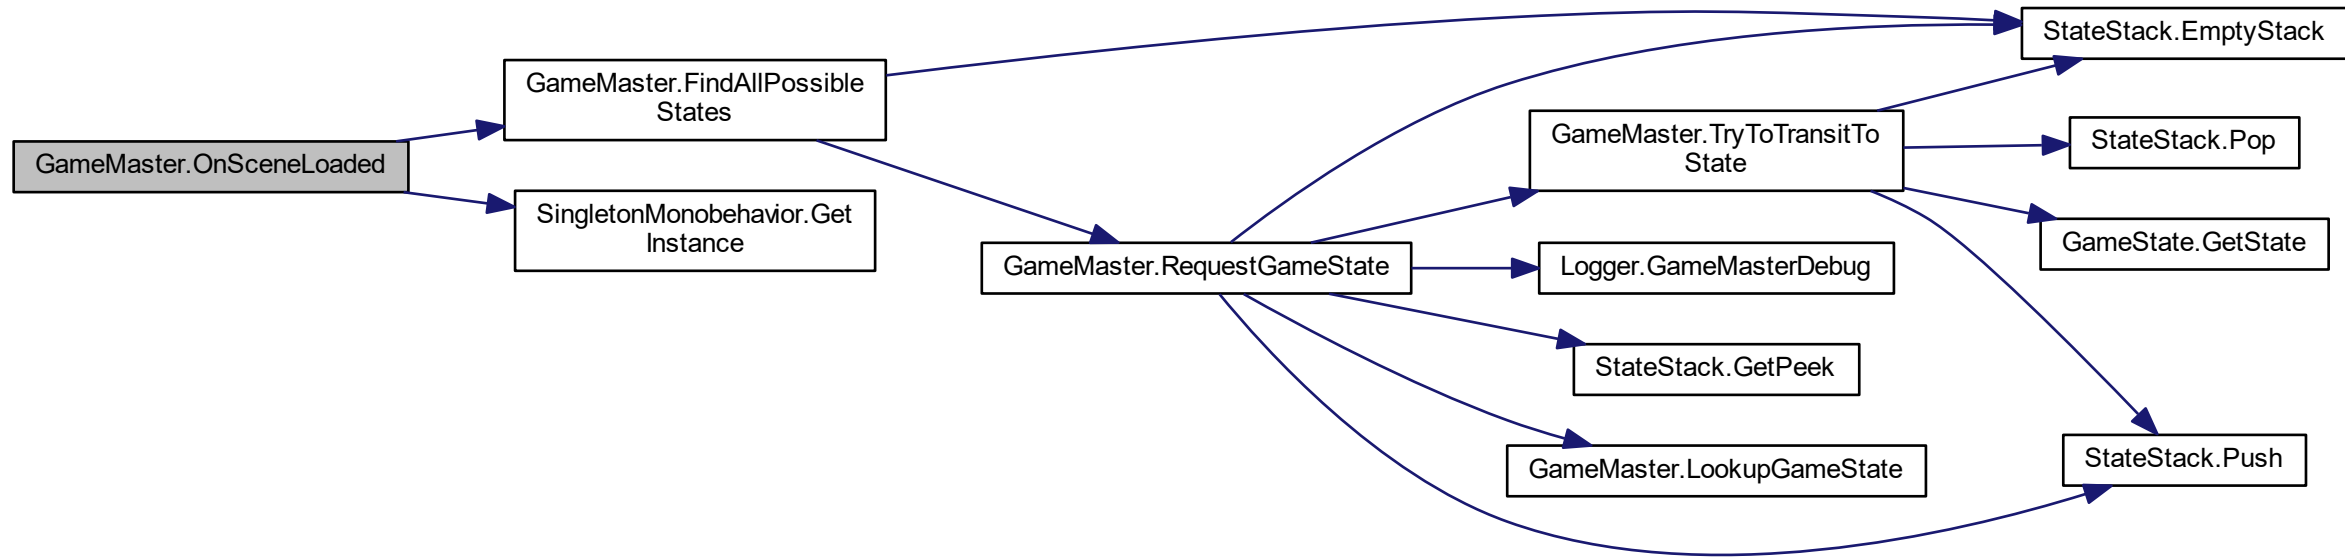 GameMaster.OnSceneLoaded
GameMaster.FindAllPossible
States
SingletonMonobehavior.Get
Instance
GameMaster.RequestGameState
GameMaster.TryToTransitTo
State
Logger.GameMasterDebug
StateStack.GetPeek
GameMaster.LookupGameState
StateStack.EmptyStack
StateStack.Pop
GameState.GetState
StateStack.Push